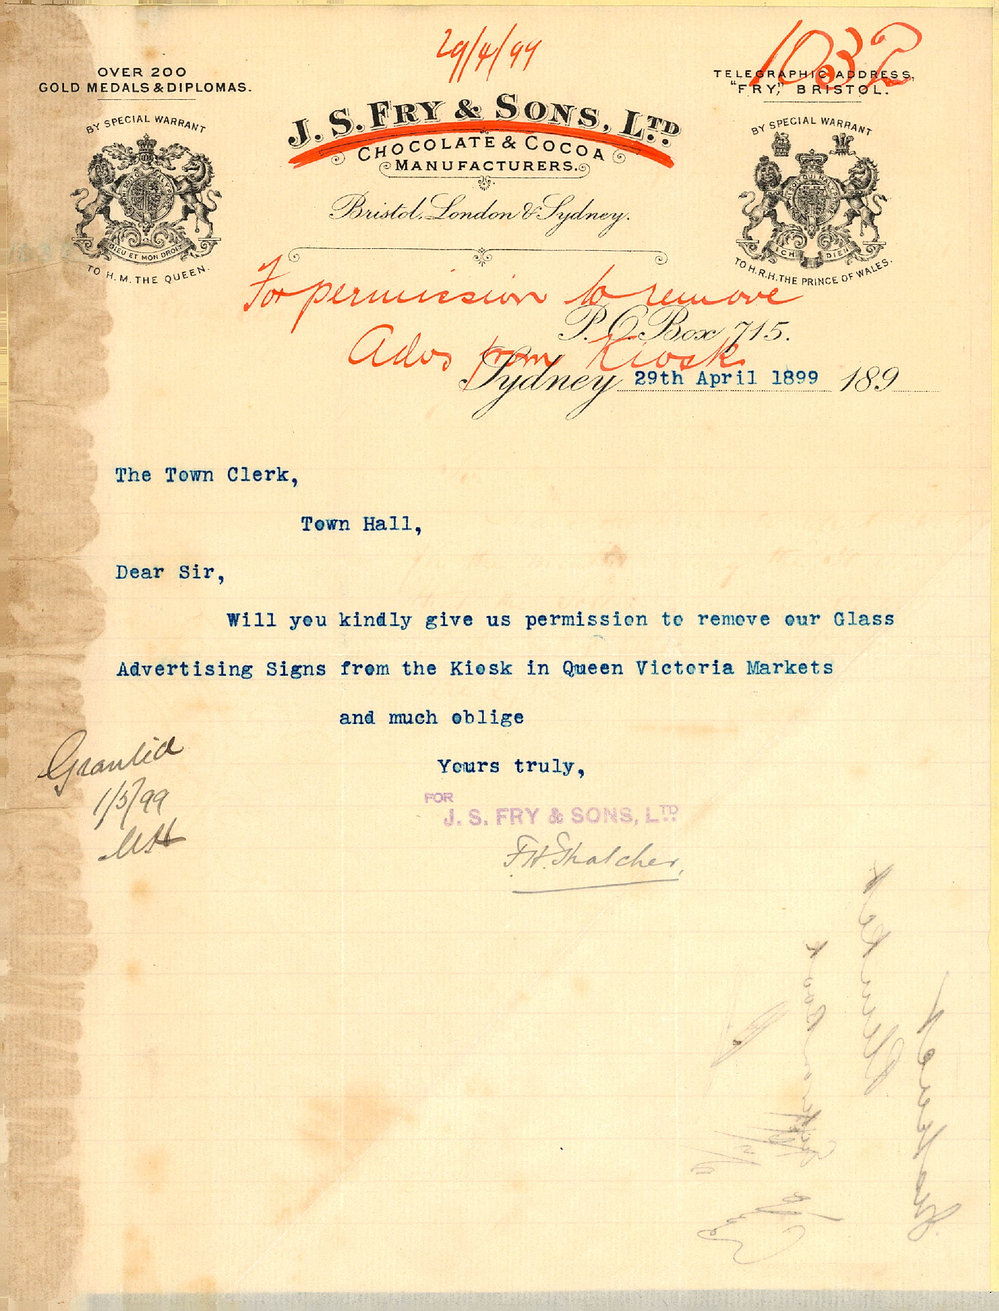 29/4/99
1032
OVER 200
GOLD MEDALS & DIPLOMAS.
TELEGRAPHIC ADDRESS,
"FRY," BRISTOL.
J. S. FRY & SONS, LTD.
CHOCOLATE & COCOA
MANUFACTURERS.
BY SPECIAL WARRANT
DIEU ET MON DROIT
TO H.M. THE QUEEN.
BY SPECIAL WARRANT
ICH DIEN
TO H.R.H. THE PRINCE OF WALES.
Bristol, London & Sydney.
For permission to remove
P.O. Box 715.
Advs from Kiosk
Sydney 29th April 1899 189
The Town Clerk,
Town Hall,
Dear Sir,
Will you kindly give us permission to remove our Glass
Advertising Signs from the Kiosk in Queen Victoria Markets
and much oblige
Yours truly,
FOR
J. S. FRY & SONS, LTD.
F. H. Thatcher,
Granted
1/5/99